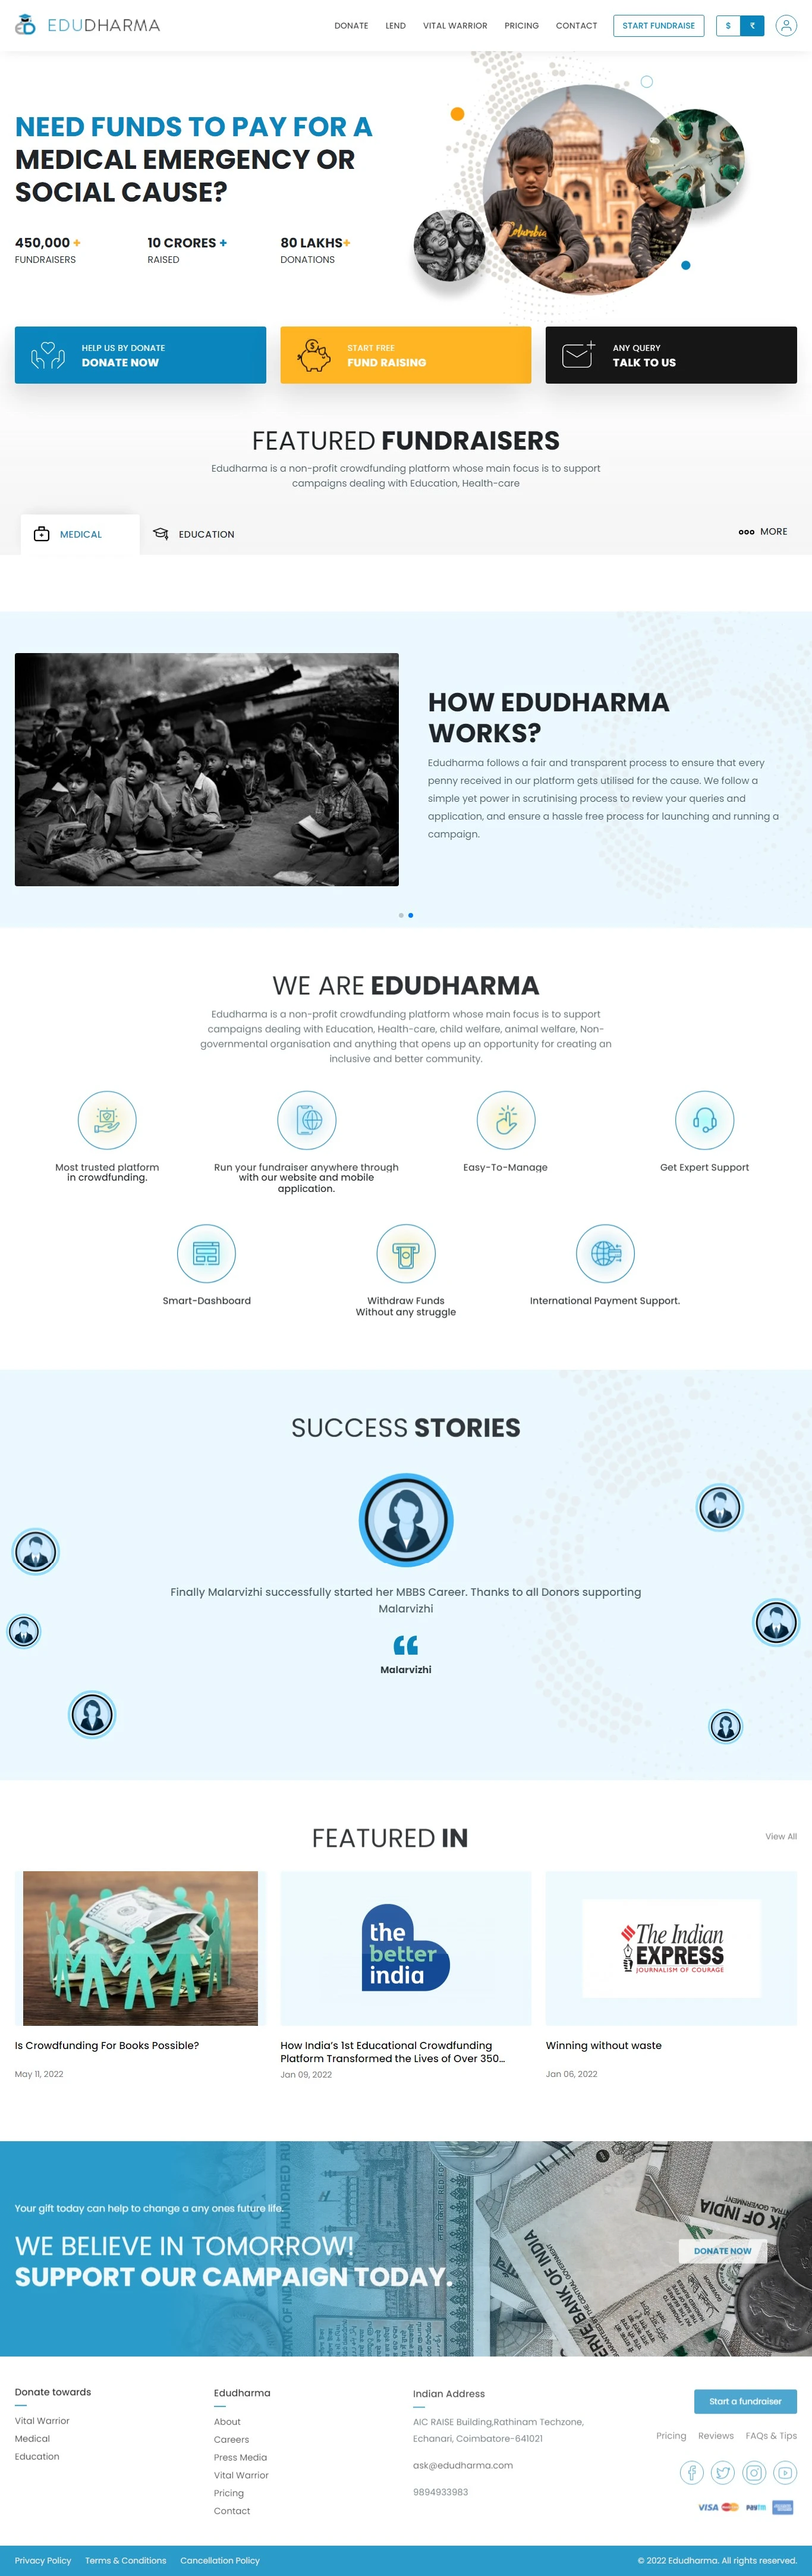 EDUDHARMA
DONATE LEND VITAL WARRIOR PRICING CONTACT START FUNDRAISE $ ₹
NEED FUNDS TO PAY FOR A
MEDICAL EMERGENCY OR
SOCIAL CAUSE?
450,000 + 10 CRORES + 80 LAKHS+
FUNDRAISERS RAISED DONATIONS
Columbia
HELP US BY DONATE
DONATE NOW
START FREE
FUND RAISING
ANY QUERY
TALK TO US
FEATURED FUNDRAISERS
Edudharma is a non-profit crowdfunding platform whose main focus is to support
campaigns dealing with Education, Health-care
MEDICAL EDUCATION MORE
HOW EDUDHARMA
WORKS?
Edudharma follows a fair and transparent process to ensure that every
penny received in our platform gets utilised for the cause. We follow a
simple yet power in scrutinising process to review your queries and
application, and ensure a hassle free process for launching and running a
campaign.
WE ARE EDUDHARMA
Edudharma is a non-profit crowdfunding platform whose main focus is to support
campaigns dealing with Education, Health-care, child welfare, animal welfare, Non-
governmental organisation and anything that opens up an opportunity for creating an
inclusive and better community.
Most trusted platform
in crowdfunding.
Run your fundraiser anywhere through
with our website and mobile
application.
Easy-To-Manage
Get Expert Support
Smart-Dashboard
Withdraw Funds
Without any struggle
International Payment Support.
SUCCESS STORIES
Finally Malarvizhi successfully started her MBBS Career. Thanks to all Donors supporting
Malarvizhi
Malarvizhi
FEATURED IN
View All
the
better
india
The Indian
EXPRESS
JOURNALISM OF COURAGE
Is Crowdfunding For Books Possible?
May 11, 2022
How India's 1st Educational Crowdfunding
Platform Transformed the Lives of Over 350...
Jan 09, 2022
Winning without waste
Jan 06, 2022
Your gift today can help to change a any ones future life.
WE BELIEVE IN TOMORROW!
SUPPORT OUR CAMPAIGN TODAY.
DONATE NOW
Donate towards
Vital Warrior
Medical
Education
Edudharma
About
Careers
Press Media
Vital Warrior
Pricing
Contact
Indian Address
AIC RAISE Building,Rathinam Techzone,
Echanari, Coimbatore-641021
ask@edudharma.com
9894933983
Start a fundraiser
Pricing Reviews FAQs & Tips
VISA Paytm
Privacy Policy Terms & Conditions Cancellation Policy
© 2022 Edudharma. All rights reserved.